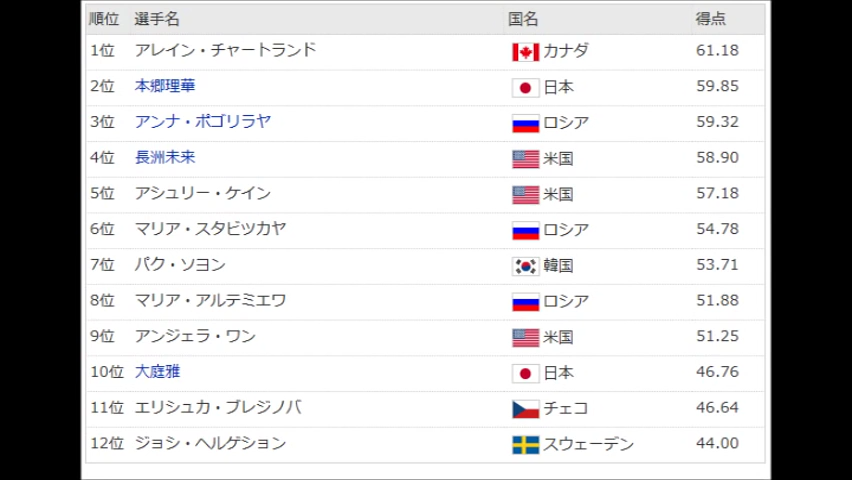 順位 選手名 国名 得点
1位 アレイン・チャートランド カナダ 61.18
2位 本郷理華 日本 59.85
3位 アンナ・ポゴリラヤ ロシア 59.32
4位 長洲未来 米国 58.90
5位 アシュリー・ケイン 米国 57.18
6位 マリア・スタビツカヤ ロシア 54.78
7位 パク・ソヨン 韓国 53.71
8位 マリア・アルテミエワ ロシア 51.88
9位 アンジェラ・ワン 米国 51.25
10位 大庭雅 日本 46.76
11位 エリシュカ・ブレジノバ チェコ 46.64
12位 ジョシ・ヘルゲション スウェーデン 44.00